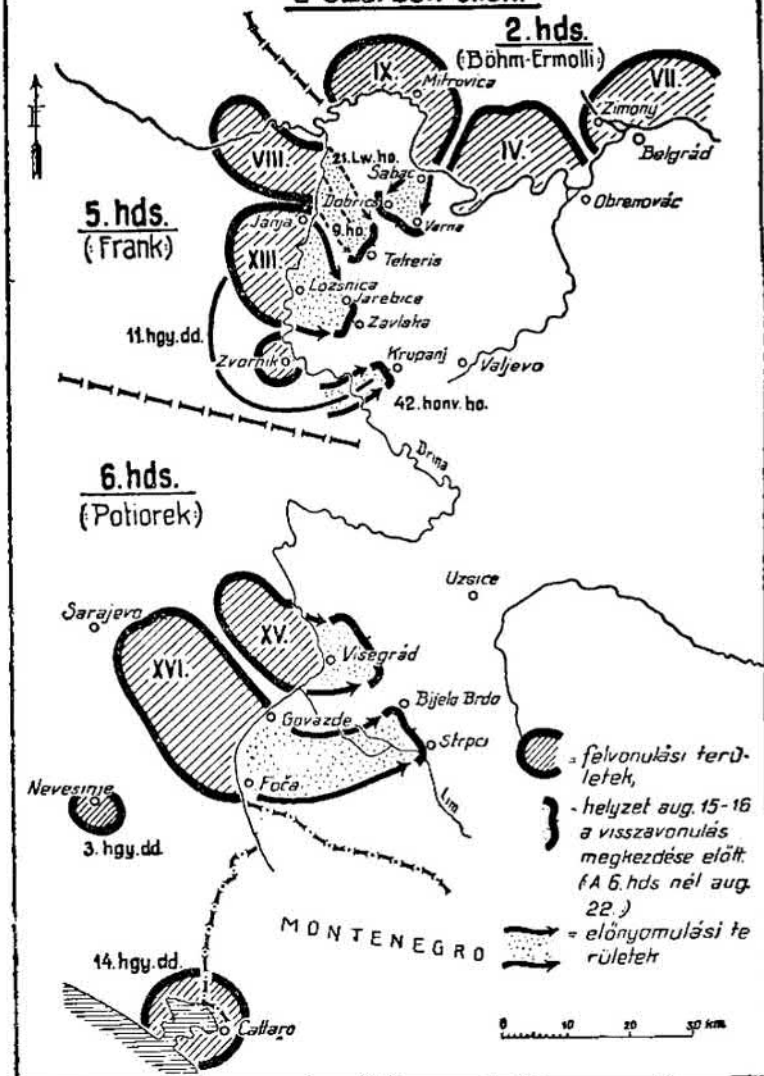 2. hds.
(Böhm-Ermolli)
IX.
Mitrovica
VII.
Zimony
Belgrád
IV.
Obrenovác
VIII.
21. Lw. ho.
Sabac
Dobrics
Varna
9. ho.
Tekeris
5. hds.
(Frank)
Janja
XIII.
Lozsnica
Jarebice
Zavlaka
11. hgy. dd.
Zvornik
Krupanj
Valjevo
42. honv. ho.
Drina
6. hds.
(Potiorek)
Uzsice
Sarajevo
XV.
Visegrád
XVI.
Govazde
Bijelo Brdo
Strpci
Foča
Lim
Nevesinje
3. hgy. dd.
MONTENEGRO
14. hgy. dd.
Cattaro
= felvonulási terü-
letek,
- helyzet aug. 15-16
a visszavonulás
megkezdése előtt.
(A 6. hds nél aug.
22.)
= előnyomulási te
rületek
0 10 20 30 km.